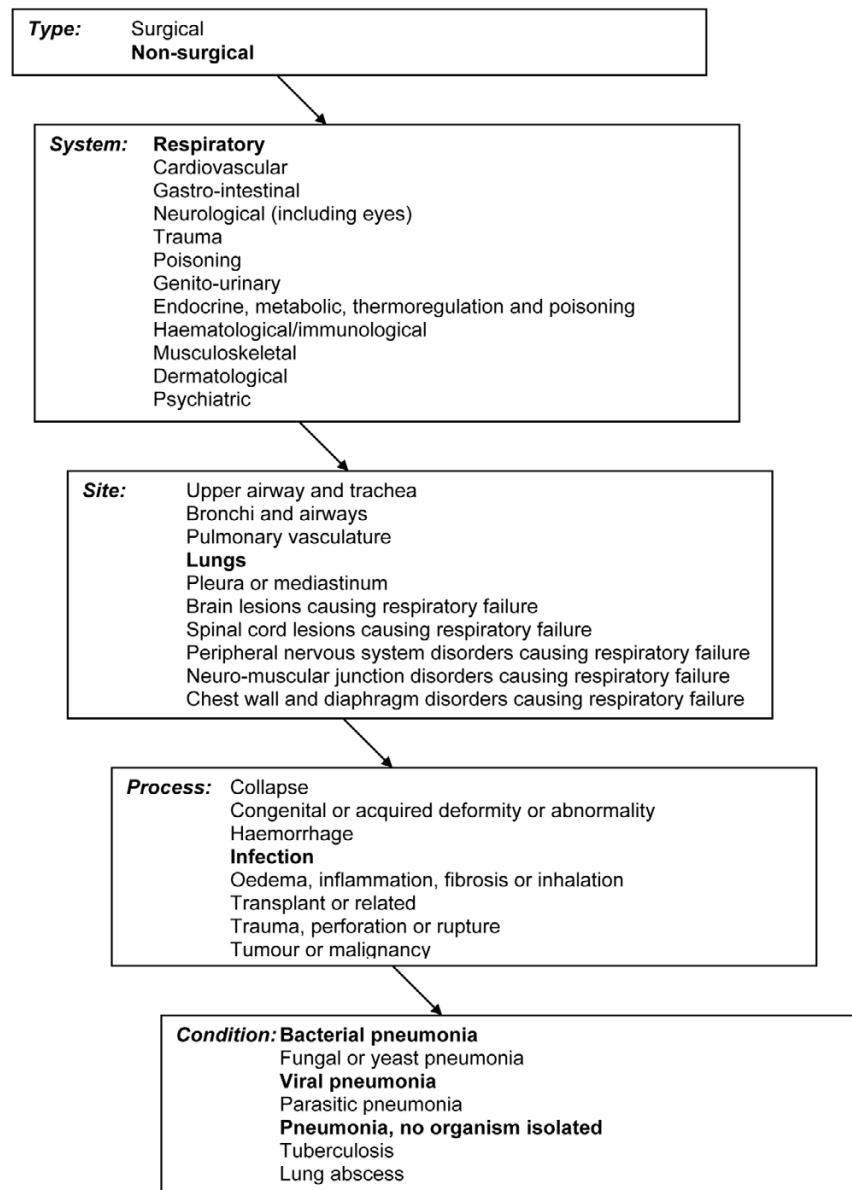 Type: Surgical
Non-surgical
System: Respiratory
Cardiovascular
Gastro-intestinal
Neurological (including eyes)
Trauma
Poisoning
Genito-urinary
Endocrine, metabolic, thermoregulation and poisoning
Haematological/immunological
Musculoskeletal
Dermatological
Psychiatric
Site: Upper airway and trachea
Bronchi and airways
Pulmonary vasculature
Lungs
Pleura or mediastinum
Brain lesions causing respiratory failure
Spinal cord lesions causing respiratory failure
Peripheral nervous system disorders causing respiratory failure
Neuro-muscular junction disorders causing respiratory failure
Chest wall and diaphragm disorders causing respiratory failure
Process: Collapse
Congenital or acquired deformity or abnormality
Haemorrhage
Infection
Oedema, inflammation, fibrosis or inhalation
Transplant or related
Trauma, perforation or rupture
Tumour or malignancy
Condition: Bacterial pneumonia
Fungal or yeast pneumonia
Viral pneumonia
Parasitic pneumonia
Pneumonia, no organism isolated
Tuberculosis
Lung abscess